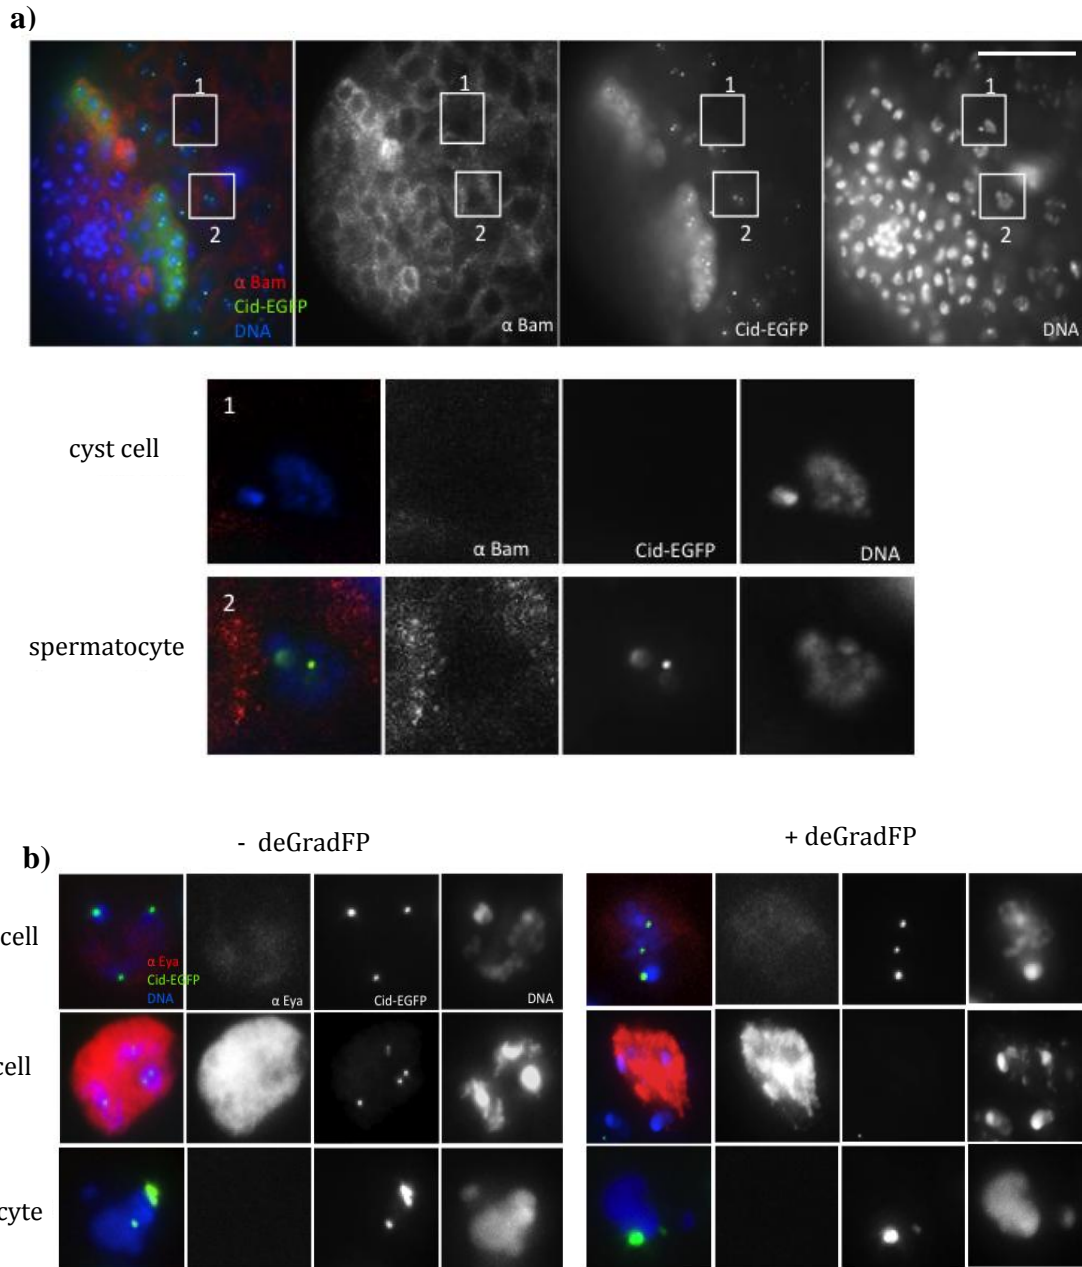 a)
1
2
α Bam
Cid-EGFP
DNA
1
2
α Bam
1
2
Cid-EGFP
1
2
DNA
cyst cell
1
α Bam
Cid-EGFP
DNA
spermatocyte
2
b)
- deGradFP
+ deGradFP
cell
α Eya
Cid-EGFP
DNA
α Eya
Cid-EGFP
DNA
cell
cyte